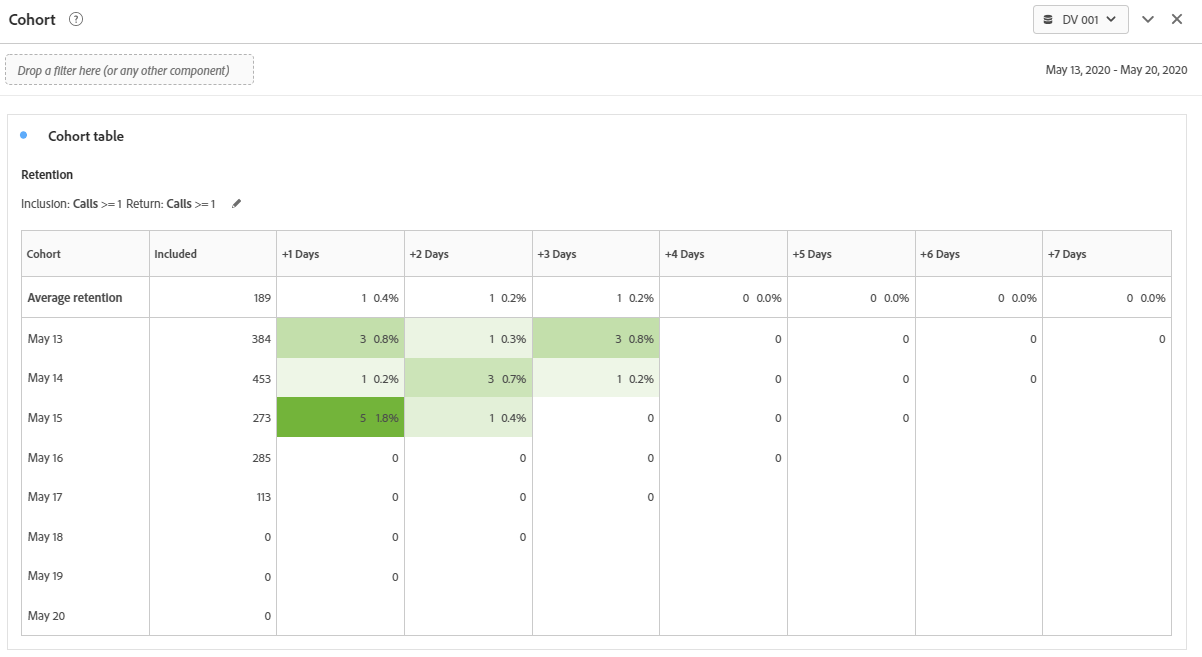 Cohort ? DV 001
Drop a filter here (or any other component) May 13, 2020 - May 20, 2020
Cohort table
Retention
Inclusion: Calls >= 1 Return: Calls >= 1
Cohort Included +1 Days +2 Days +3 Days +4 Days +5 Days +6 Days +7 Days
Average retention 189 1 0.4% 1 0.2% 1 0.2% 0 0.0% 0 0.0% 0 0.0% 0 0.0%
May 13 384 3 0.8% 1 0.3% 3 0.8% 0 0 0 0
May 14 453 1 0.2% 3 0.7% 1 0.2% 0 0 0
May 15 273 5 1.8% 1 0.4% 0 0 0
May 16 285 0 0 0 0
May 17 113 0 0 0
May 18 0 0 0
May 19 0 0
May 20 0